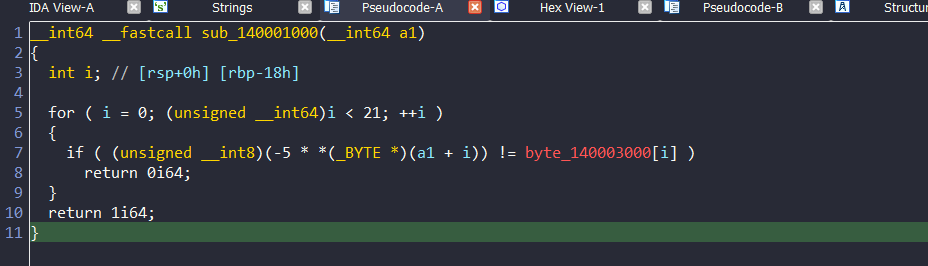 IDA View-A 's' Strings Pseudocode-A Hex View-1 Pseudocode-B A Structur
1 __int64 __fastcall sub_140001000(__int64 a1)
2 {
3 int i; // [rsp+0h] [rbp-18h]
4
5 for ( i = 0; (unsigned __int64)i < 21; ++i )
6 {
7 if ( (unsigned __int8)(-5 * *(_BYTE *)(a1 + i)) != byte_140003000[i] )
8 return 0i64;
9 }
10 return 1i64;
11 }